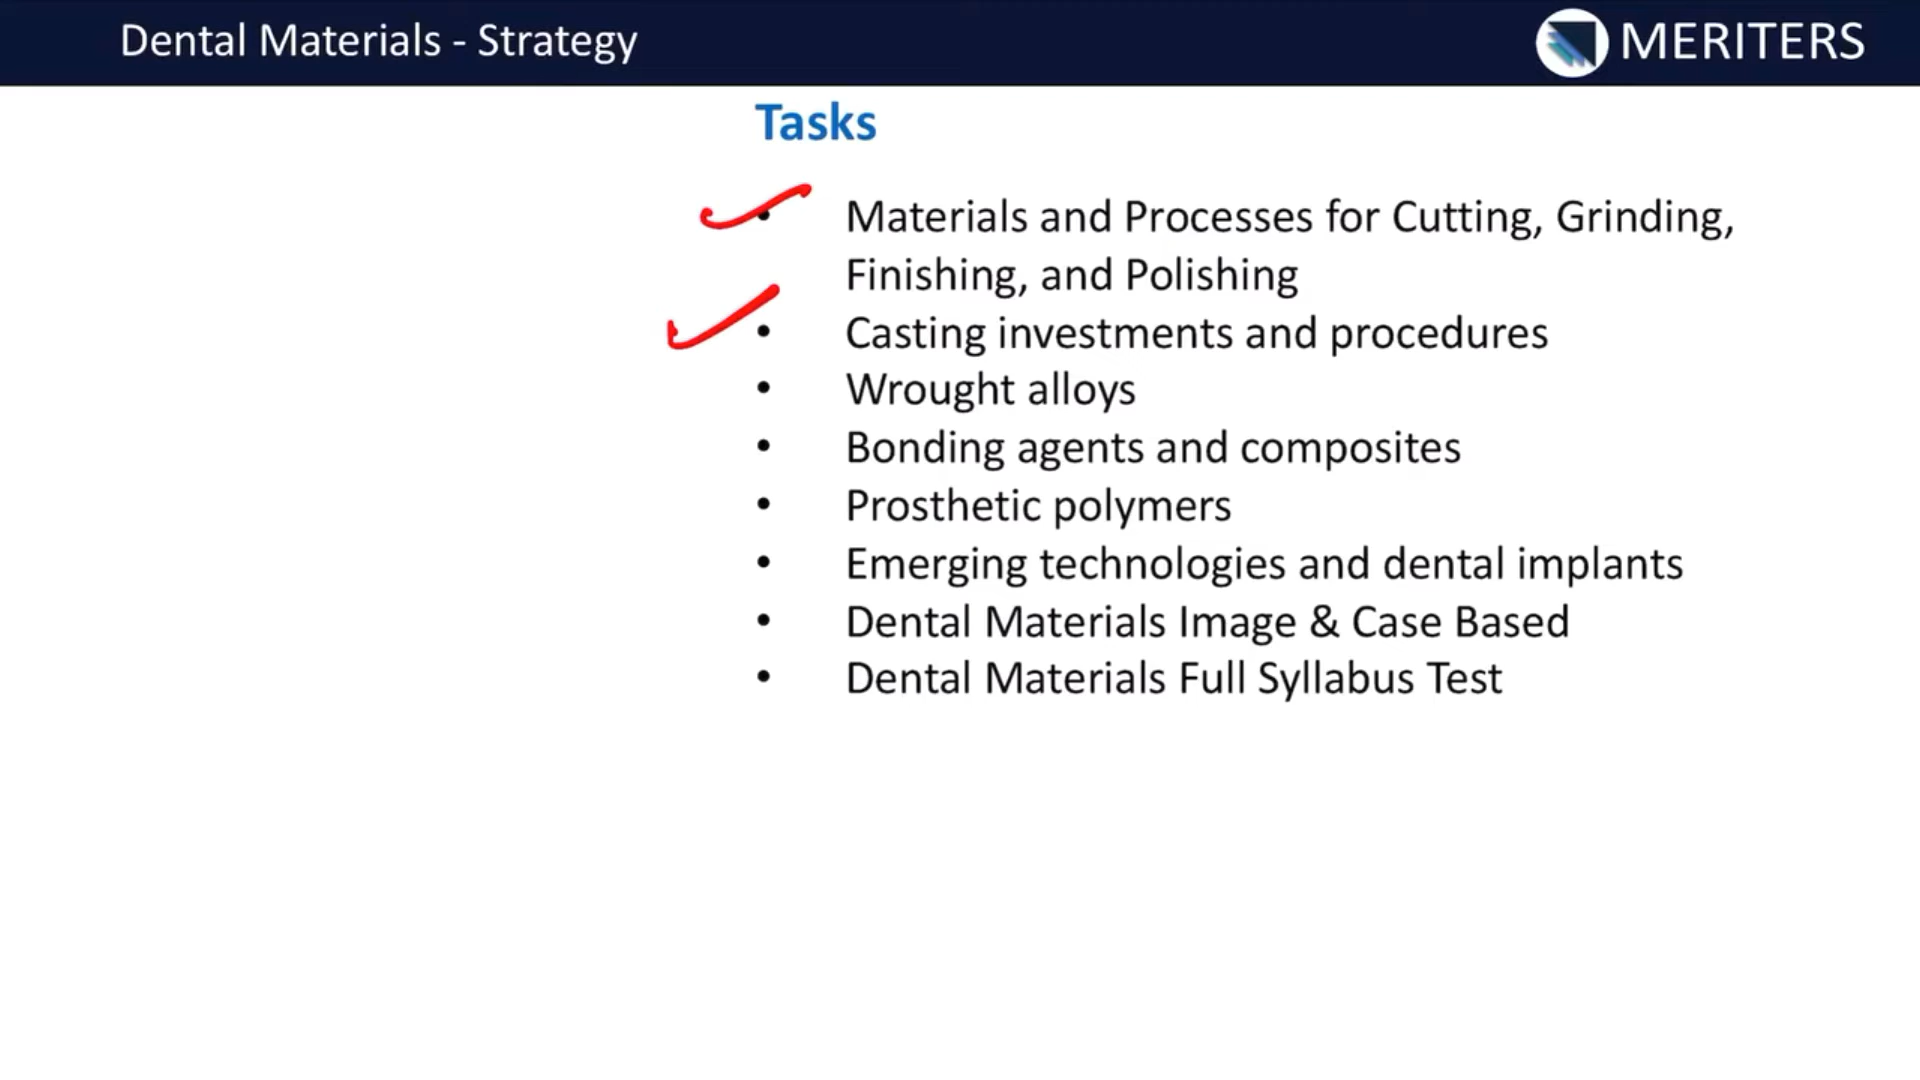 Dental Materials - Strategy
MERITERS
Tasks
• Materials and Processes for Cutting, Grinding,
Finishing, and Polishing
• Casting investments and procedures
• Wrought alloys
• Bonding agents and composites
• Prosthetic polymers
• Emerging technologies and dental implants
• Dental Materials Image & Case Based
• Dental Materials Full Syllabus Test